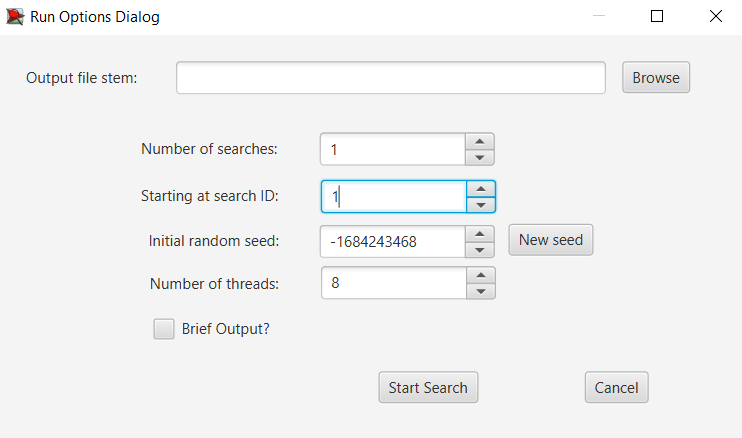 Run Options Dialog
Output file stem: Browse
Number of searches: 1
Starting at search ID: 1
Initial random seed: -1684243468 New seed
Number of threads: 8
Brief Output?
Start Search Cancel